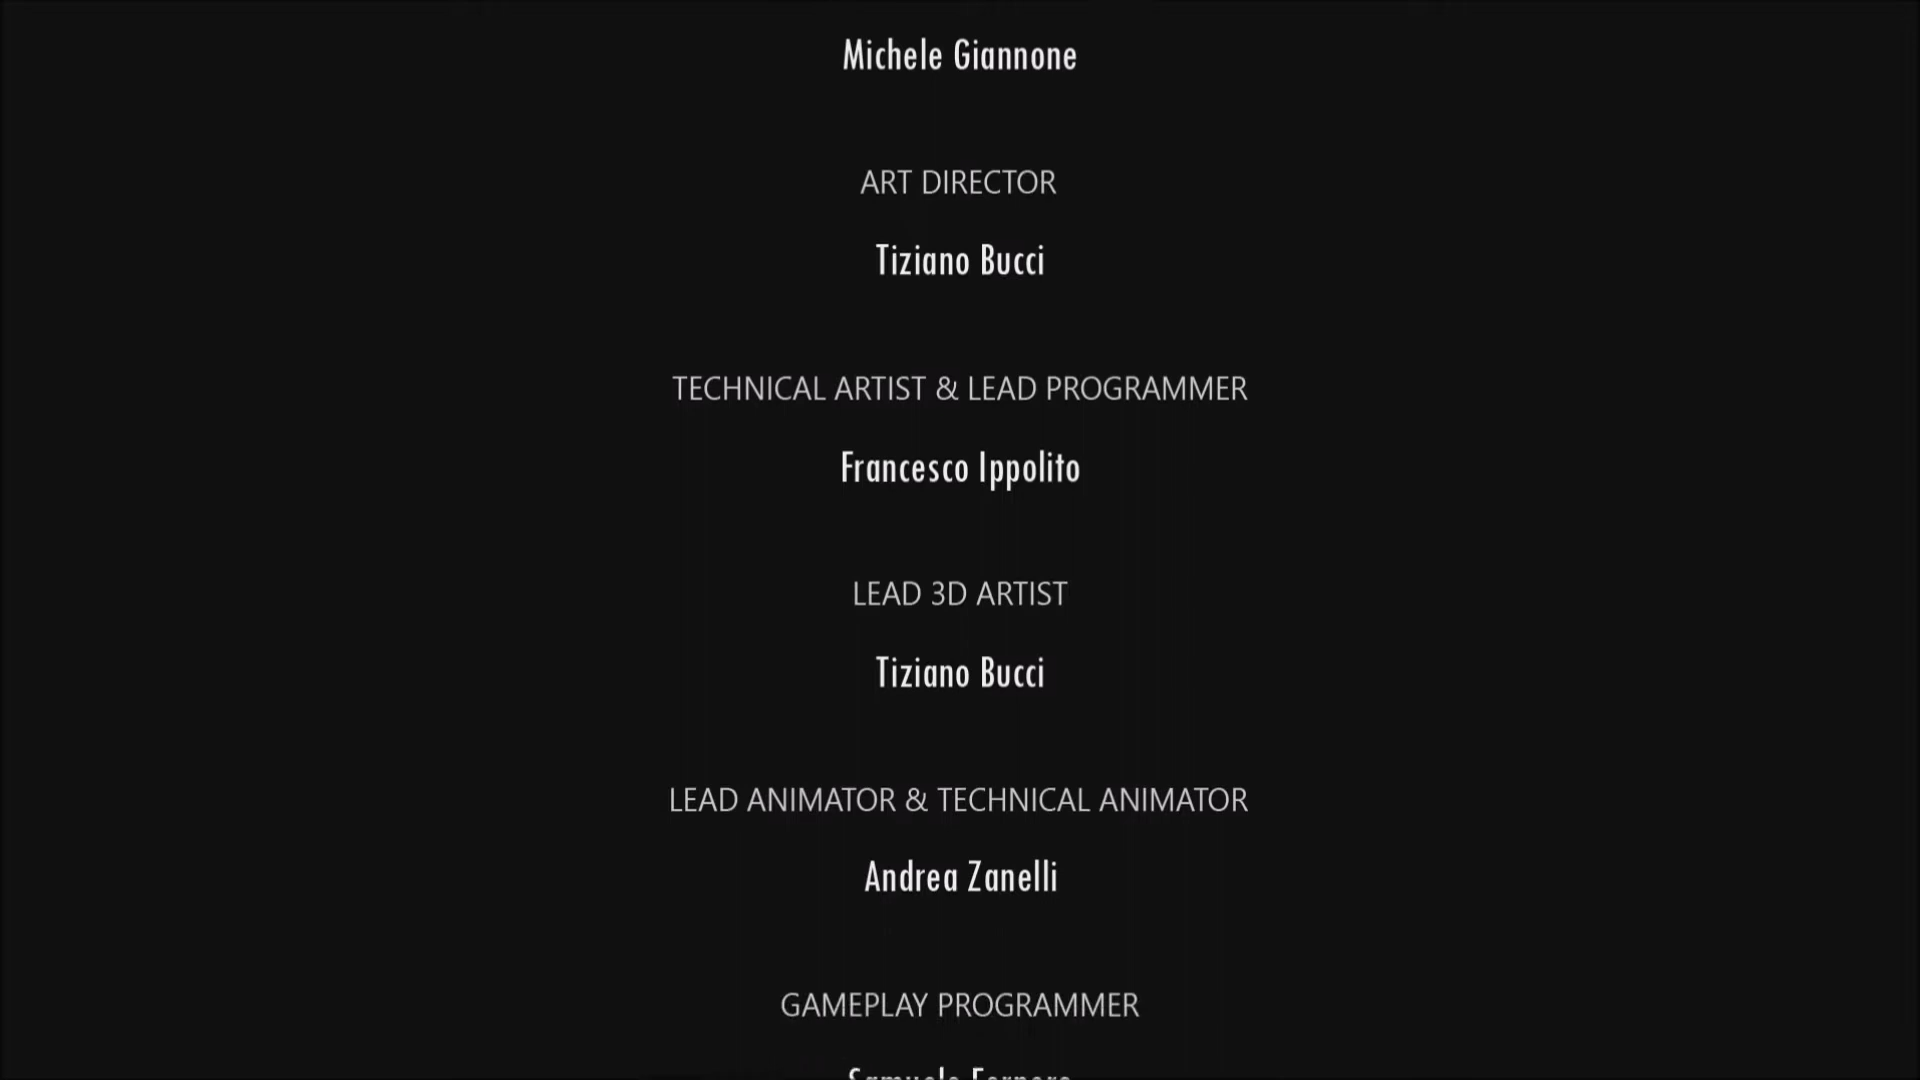 Michele Giannone
ART DIRECTOR
Tiziano Bucci
TECHNICAL ARTIST & LEAD PROGRAMMER
Francesco Ippolito
LEAD 3D ARTIST
Tiziano Bucci
LEAD ANIMATOR & TECHNICAL ANIMATOR
Andrea Zanelli
GAMEPLAY PROGRAMMER